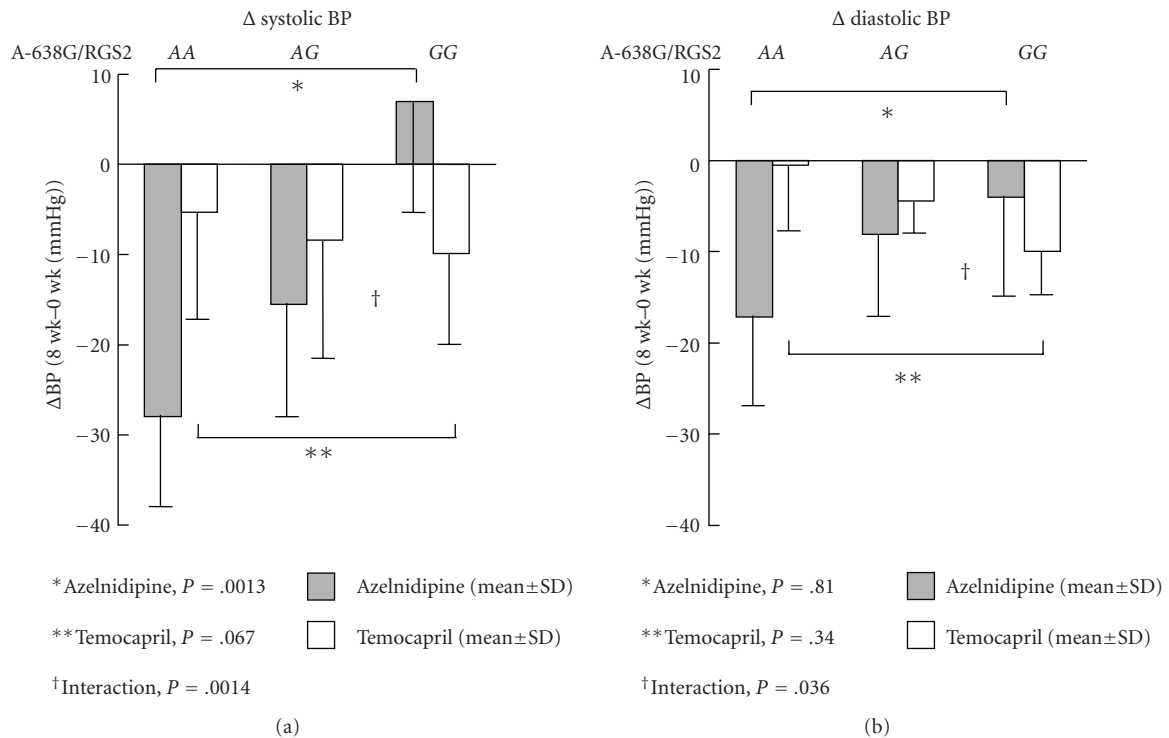 Δ systolic BP
A-638G/RGS2 AA AG GG
10
0
−10
−20
−30
−40
ΔBP (8 wk–0 wk (mmHg))
*
†
**
*Azelnidipine, P = .0013
Azelnidipine (mean±SD)
**Temocapril, P = .067
Temocapril (mean±SD)
†Interaction, P = .0014
(a)
Δ diastolic BP
A-638G/RGS2 AA AG GG
10
0
−10
−20
−30
−40
ΔBP (8 wk–0 wk (mmHg))
*
†
**
*Azelnidipine, P = .81
Azelnidipine (mean±SD)
**Temocapril, P = .34
Temocapril (mean±SD)
†Interaction, P = .036
(b)